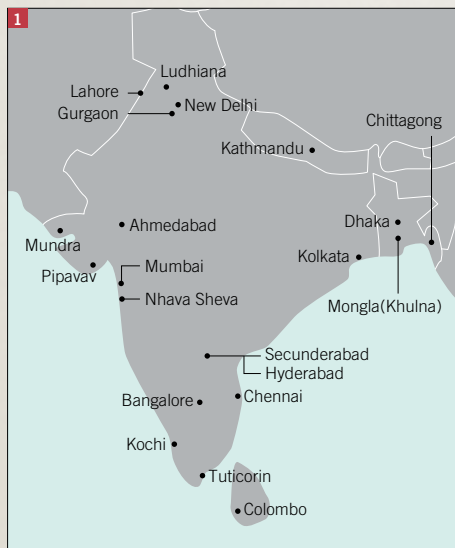 1
Ludhiana
Lahore
New Delhi
Gurgaon
Chittagong
Kathmandu
Dhaka
Ahmedabad
Mundra
Kolkata
Mumbai
Pipavav
Nhava Sheva
Mongla(Khulna)
Secunderabad
Hyderabad
Chennai
Bangalore
Kochi
Tuticorin
Colombo